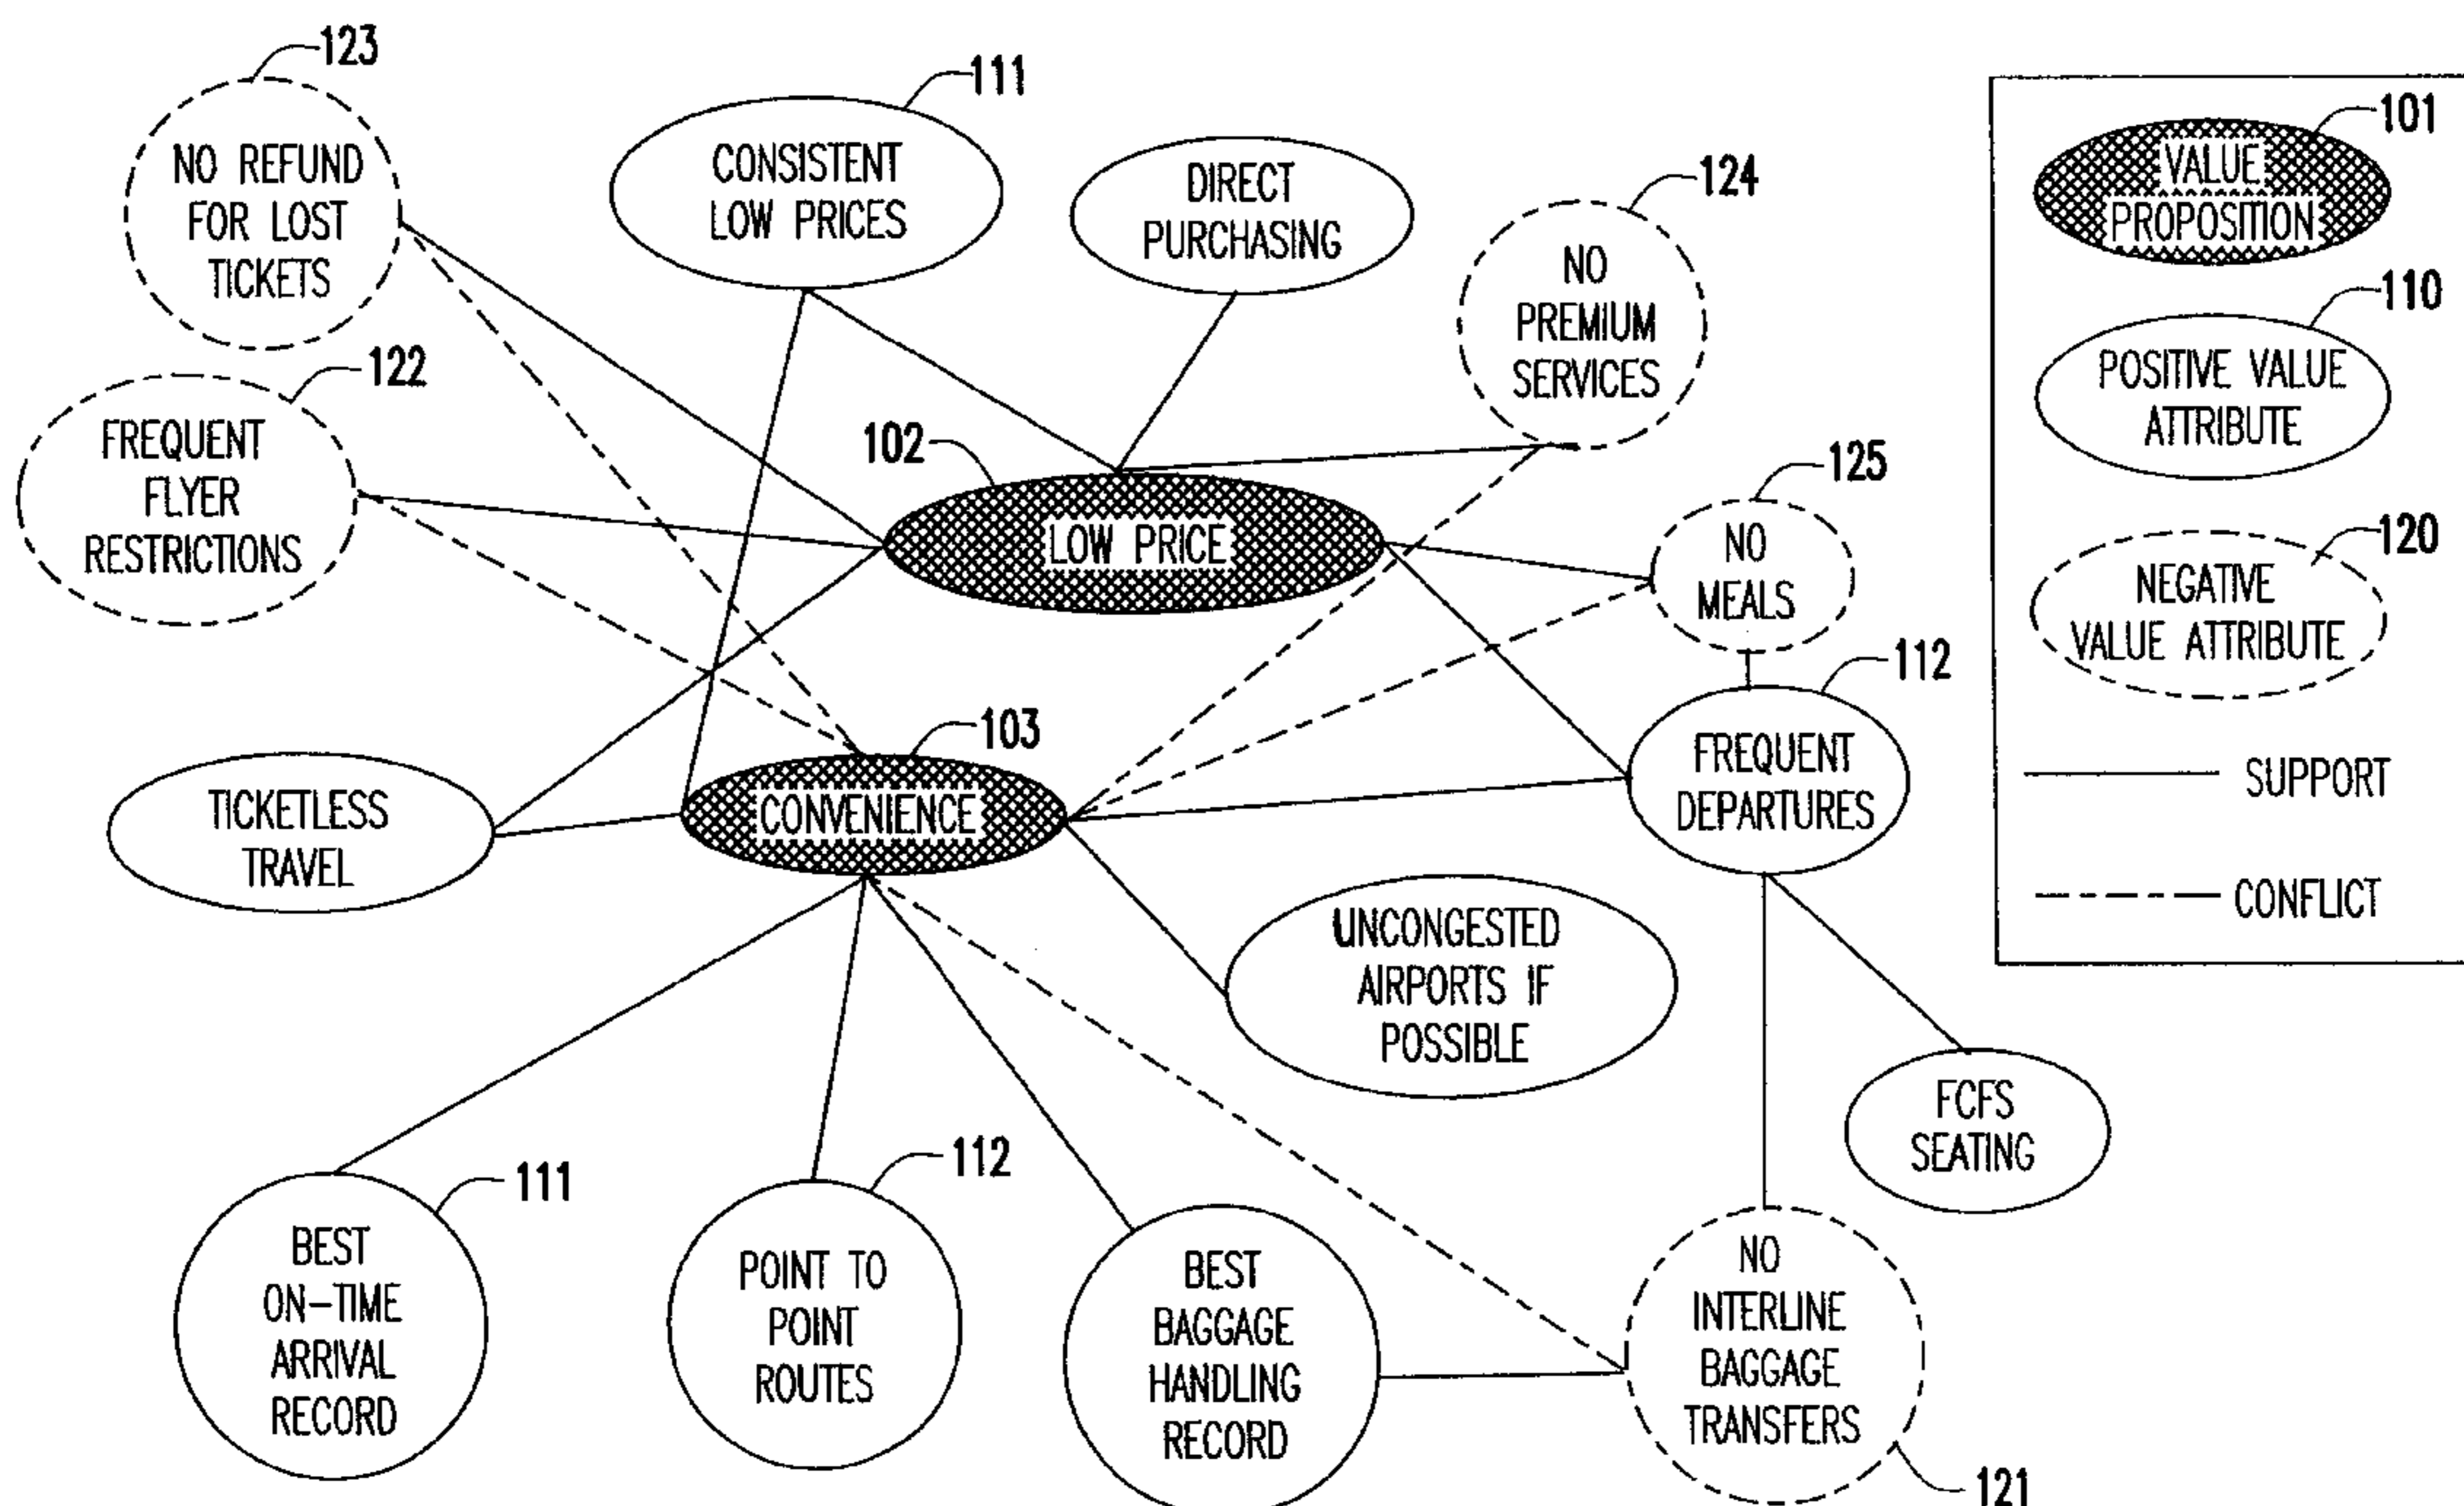 123
NO REFUND
FOR LOST
TICKETS
111
CONSISTENT
LOW PRICES
DIRECT
PURCHASING
124
NO
PREMIUM
SERVICES
122
FREQUENT
FLYER
RESTRICTIONS
102
LOW PRICE
125
NO
MEALS
112
FREQUENT
DEPARTURES
103
CONVENIENCE
TICKETLESS
TRAVEL
UNCONGESTED
AIRPORTS IF
POSSIBLE
FCFS
SEATING
111
BEST
ON-TIME
ARRIVAL
RECORD
112
POINT TO
POINT
ROUTES
BEST
BAGGAGE
HANDLING
RECORD
NO
INTERLINE
BAGGAGE
TRANSFERS
121
101
VALUE
PROPOSITION
110
POSITIVE VALUE
ATTRIBUTE
120
NEGATIVE
VALUE ATTRIBUTE
SUPPORT
CONFLICT